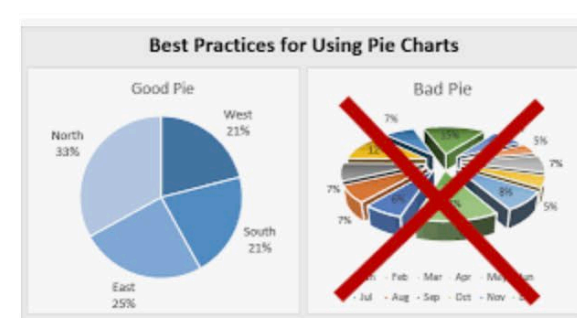 Best Practices for Using Pie Charts
Good Pie
West
21%
North
33%
South
21%
East
25%
Bad Pie
7%
15%
5%
7%
7%
6%
8%
5%
7%
Feb Mar Apr
Jul Aug Sep Oct Nov